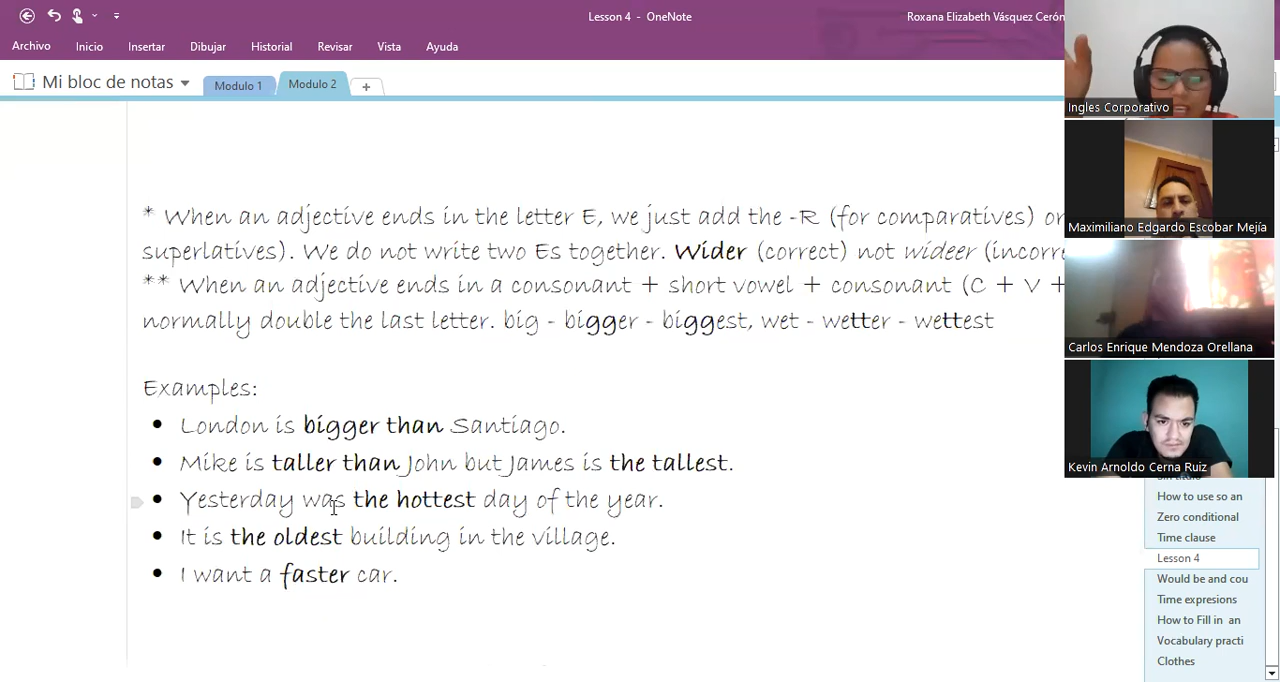 Lesson 4 - OneNote
Roxana Elizabeth Vásquez Cerón
Archivo Inicio Insertar Dibujar Historial Revisar Vista Ayuda
Mi bloc de notas Modulo 1 Modulo 2 +
Ingles Corporativo
Maximiliano Edgardo Escobar Mejía
Carlos Enrique Mendoza Orellana
Kevin Arnoldo Cerna Ruiz
* When an adjective ends in the letter E, we just add the -R (for comparatives) or
superlatives). We do not write two Es together. Wider (correct) not wideer (incorre
** When an adjective ends in a consonant + short vowel + consonant (C + V +
normally double the last letter. big - bigger - biggest, wet - wetter - wettest
Examples:
• London is bigger than Santiago.
• Mike is taller than John but James is the tallest.
• Yesterday was the hottest day of the year.
• It is the oldest building in the village.
• I want a faster car.
How to use so an
Zero conditional
Time clause
Lesson 4
Would be and cou
Time expresions
How to Fill in an
Vocabulary practi
Clothes